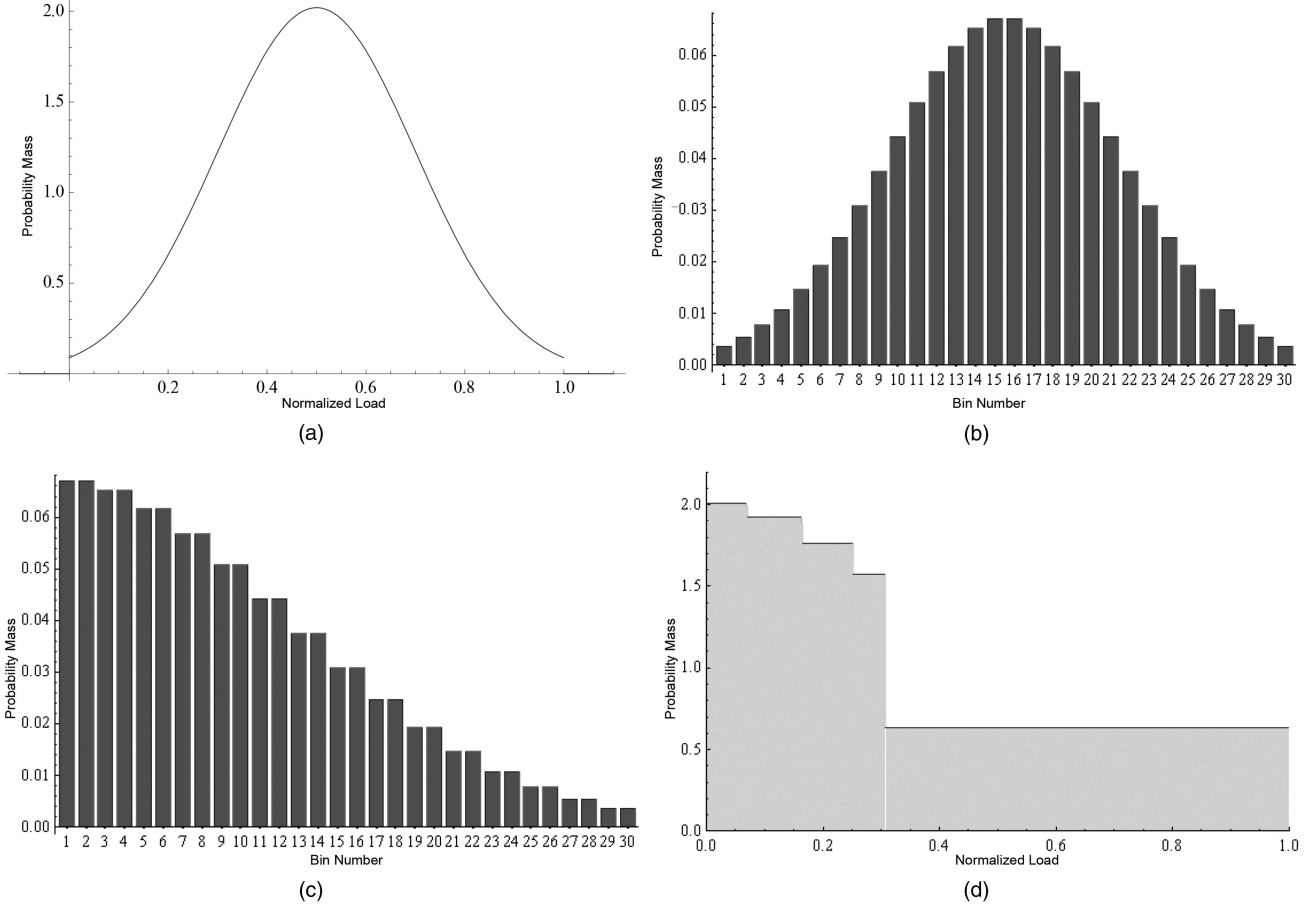 2.0
1.5
1.0
0.5
Probability Mass
0.2 0.4 0.6 0.8 1.0
Normalized Load
(a)
0.06
0.05
0.04
0.03
0.02
0.01
0.00
Probability Mass
1 2 3 4 5 6 7 8 9 10 11 12 13 14 15 16 17 18 19 20 21 22 23 24 25 26 27 28 29 30
Bin Number
(b)
0.06
0.05
0.04
0.03
0.02
0.01
0.00
Probability Mass
1 2 3 4 5 6 7 8 9 10 11 12 13 14 15 16 17 18 19 20 21 22 23 24 25 26 27 28 29 30
Bin Number
(c)
2.0
1.5
1.0
0.5
0.0
Probability Mass
0.0 0.2 0.4 0.6 0.8 1.0
Normalized Load
(d)